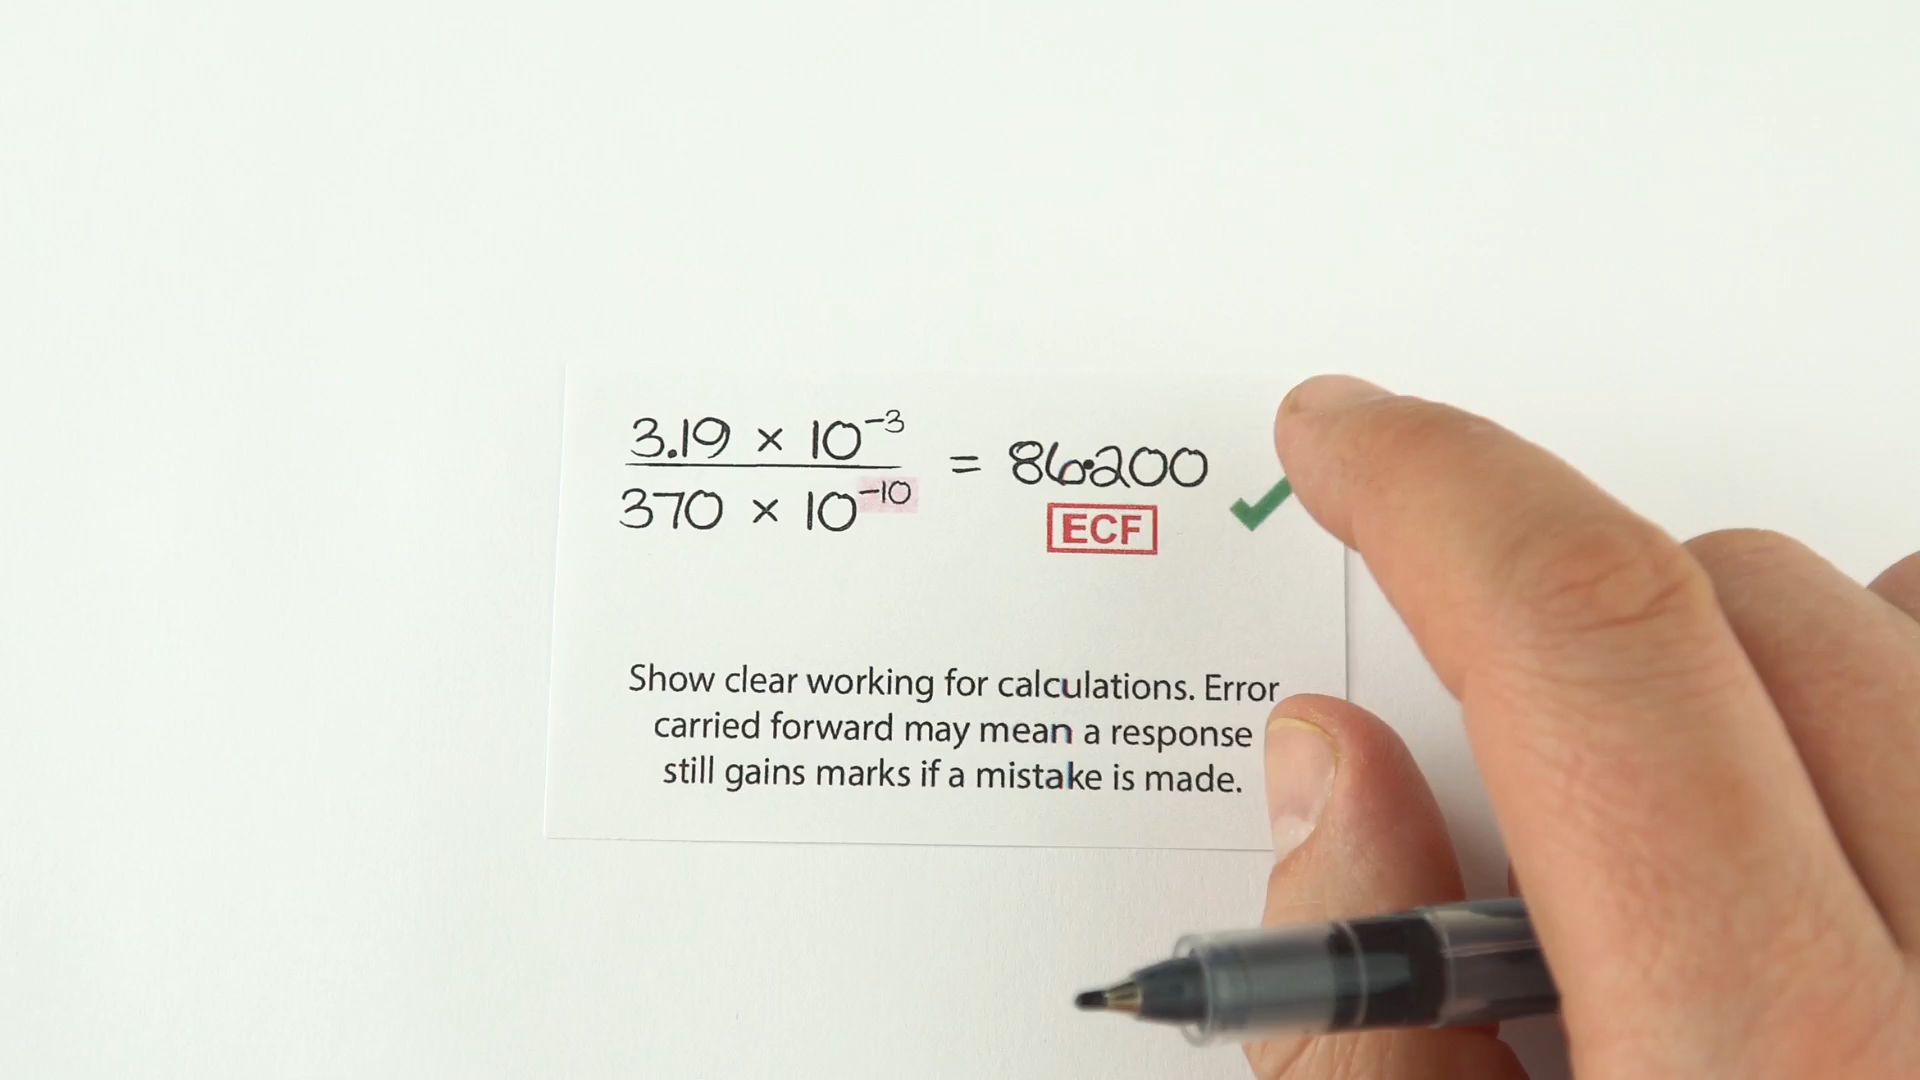 3.19 × 10⁻³
370 × 10⁻¹⁰
= 86200
ECF
Show clear working for calculations. Error
carried forward may mean a response
still gains marks if a mistake is made.